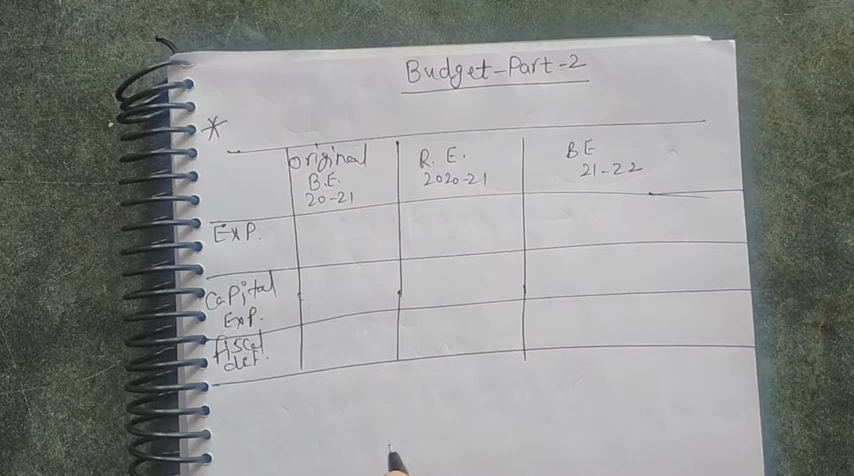 Budget-Part-2
*
Original
B.E.
20-21
R. E.
2020-21
BE
21-22
Exp.
Capital
Exp.
fiscal
def.